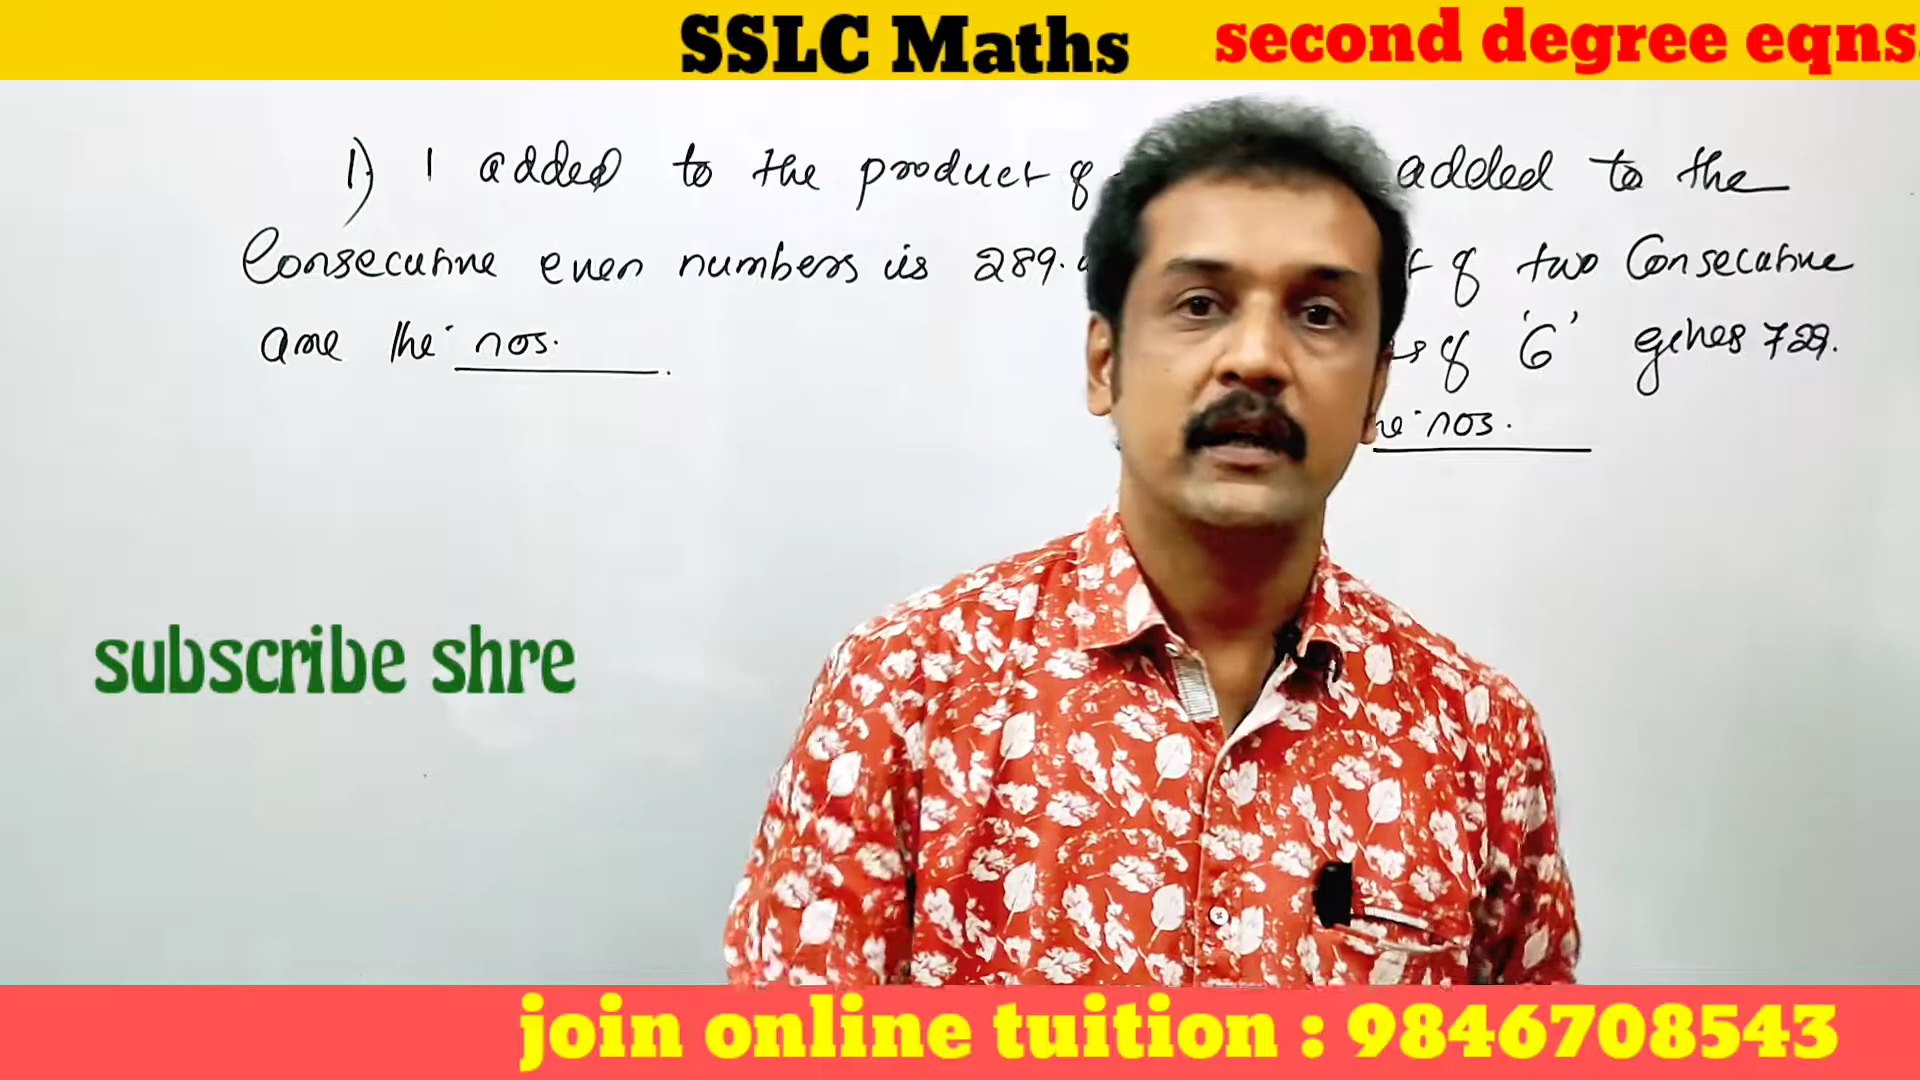 SSLC Maths
second degree eqns
1) 1 added to the product of
Consecutive even numbers is 289.
are the nos.
added to the
of two Consecutive
of '6' gives 729.
nos.
subscribe shre
join online tuition : 9846708543